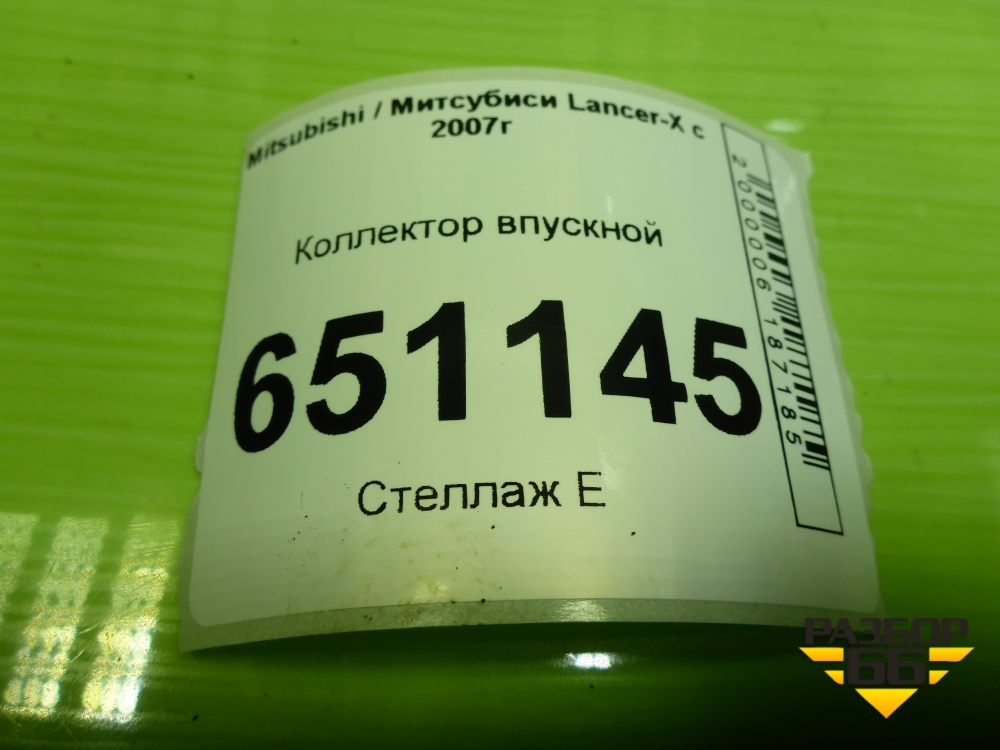 Mitsubishi / Митсубиси Lancer-X с
2007г
Коллектор впускной
651145
Стеллаж Е
2000006187185
РАЗБОР
66